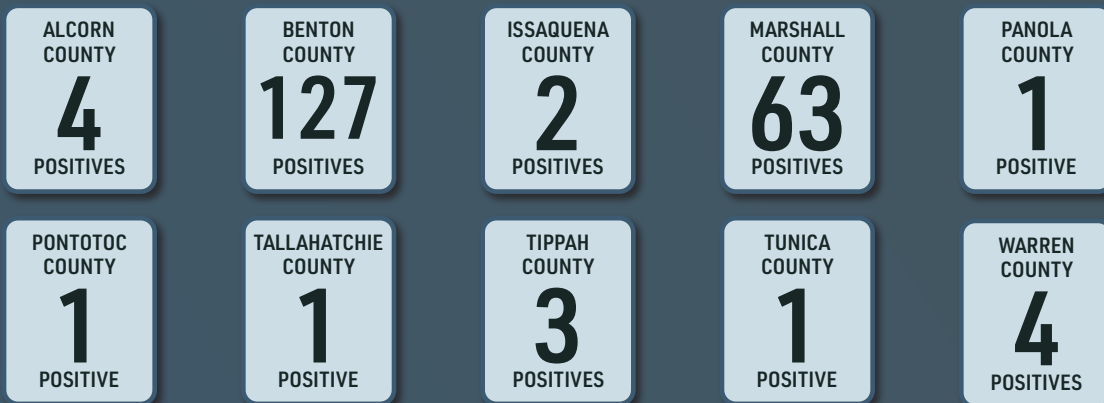 ALCORN
COUNTY
4
POSITIVES
BENTON
COUNTY
127
POSITIVES
ISSAQUENA
COUNTY
2
POSITIVES
MARSHALL
COUNTY
63
POSITIVES
PANOLA
COUNTY
1
POSITIVE
PONTOTOC
COUNTY
1
POSITIVE
TALLAHATCHIE
COUNTY
1
POSITIVE
TIPPAH
COUNTY
3
POSITIVES
TUNICA
COUNTY
1
POSITIVE
WARREN
COUNTY
4
POSITIVES